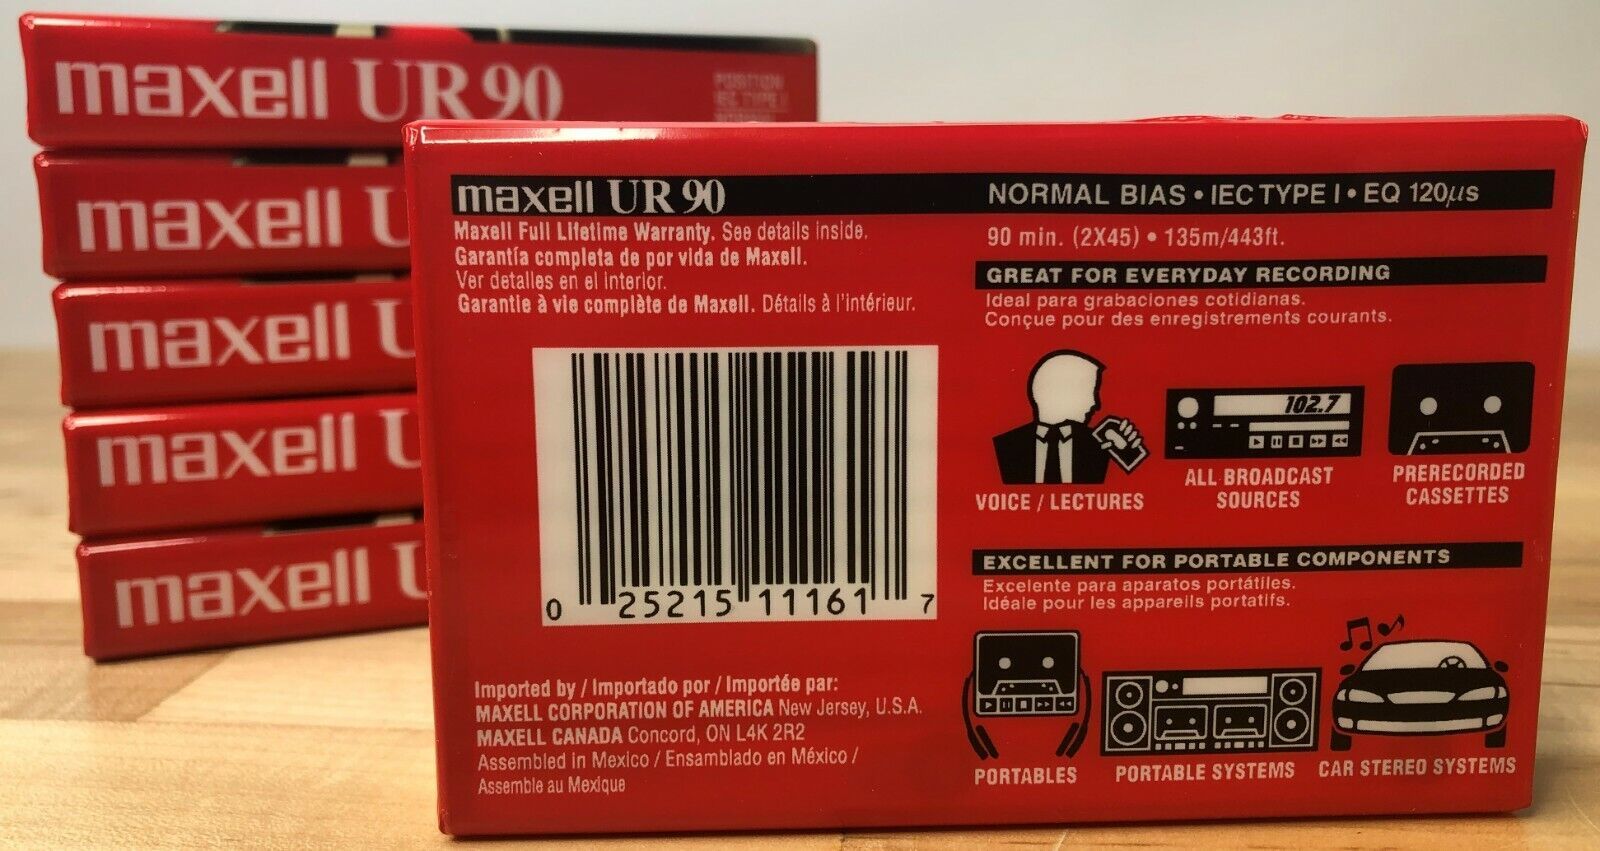 maxell UR 90
POSITION
IEC TYPE I
maxell U
maxell U
maxell U
maxell U
maxell UR 90
NORMAL BIAS • IEC TYPE I • EQ 120µs
Maxell Full Lifetime Warranty. See details inside.
Garantía completa de por vida de Maxell.
Ver detalles en el interior.
Garantie à vie complète de Maxell. Détails à l'intérieur.
90 min. (2X45) • 135m/443ft.
GREAT FOR EVERYDAY RECORDING
Ideal para grabaciones cotidianas.
Conçue pour des enregistrements courants.
102.7
VOICE / LECTURES
ALL BROADCAST
SOURCES
PRERECORDED
CASSETTES
EXCELLENT FOR PORTABLE COMPONENTS
Excelente para aparatos portátiles.
Idéale pour les appareils portatifs.
PORTABLES
PORTABLE SYSTEMS
CAR STEREO SYSTEMS
0 25215 11161 7
Imported by / Importado por / Importée par:
MAXELL CORPORATION OF AMERICA New Jersey, U.S.A.
MAXELL CANADA Concord, ON L4K 2R2
Assembled in Mexico / Ensamblado en México /
Assemble au Mexique